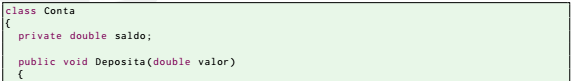 class Conta
{
private double saldo;
public void Deposita(double valor)
{